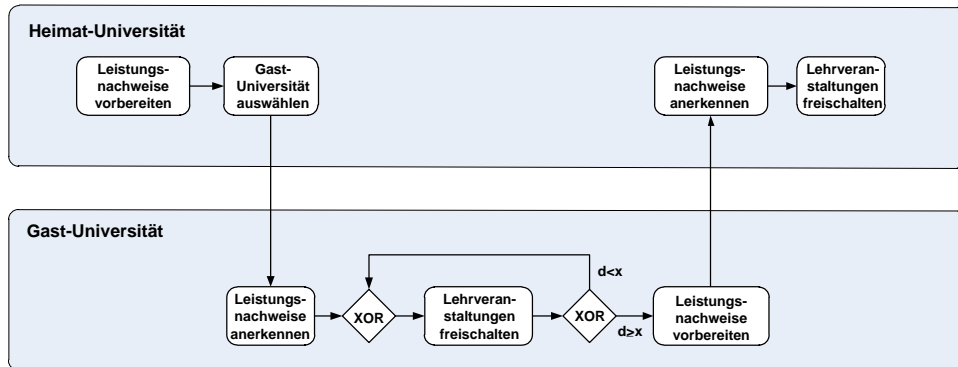 Heimat-Universität
Leistungs-
nachweise
vorbereiten
Gast-
Universität
auswählen
Leistungs-
nachweise
anerkennen
Lehrveran-
staltungen
freischalten
Gast-Universität
Leistungs-
nachweise
anerkennen
XOR
Lehrveran-
staltungen
freischalten
XOR
d<x
d≥x
Leistungs-
nachweise
vorbereiten